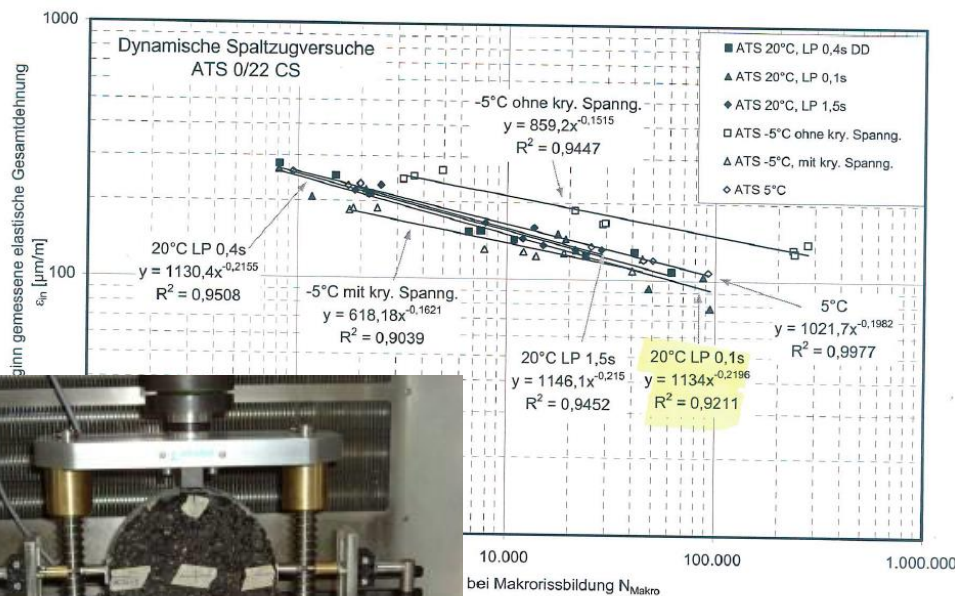 1000
Dynamische Spaltzugversuche
ATS 0/22 CS
ATS 20°C, LP 0,4s DD
ATS 20°C, LP 0,1s
ATS 20°C, LP 1,5s
ATS -5°C ohne kry. Spanng.
ATS -5°C, mit kry. Spanng.
ATS 5°C
-5°C ohne kry. Spanng.
y = 859,2x^-0,1515
R² = 0,9447
gemessene elastische Gesamtdehnung
εin [µm/m]
100
20°C LP 0,4s
y = 1130,4x^-0,2155
R² = 0,9508
-5°C mit kry. Spanng.
y = 618,18x^-0,1621
R² = 0,9039
20°C LP 1,5s
y = 1146,1x^-0,215
R² = 0,9452
20°C LP 0,1s
y = 1134x^-0,2196
R² = 0,9211
5°C
y = 1021,7x^-0,1982
R² = 0,9977
10.000
100.000
1.000.000
bei Makrorissbildung NMakro